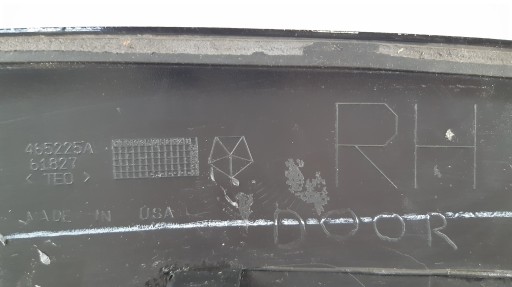 465225A
61827
< TEO >
RH
MADE IN USA
DOOR